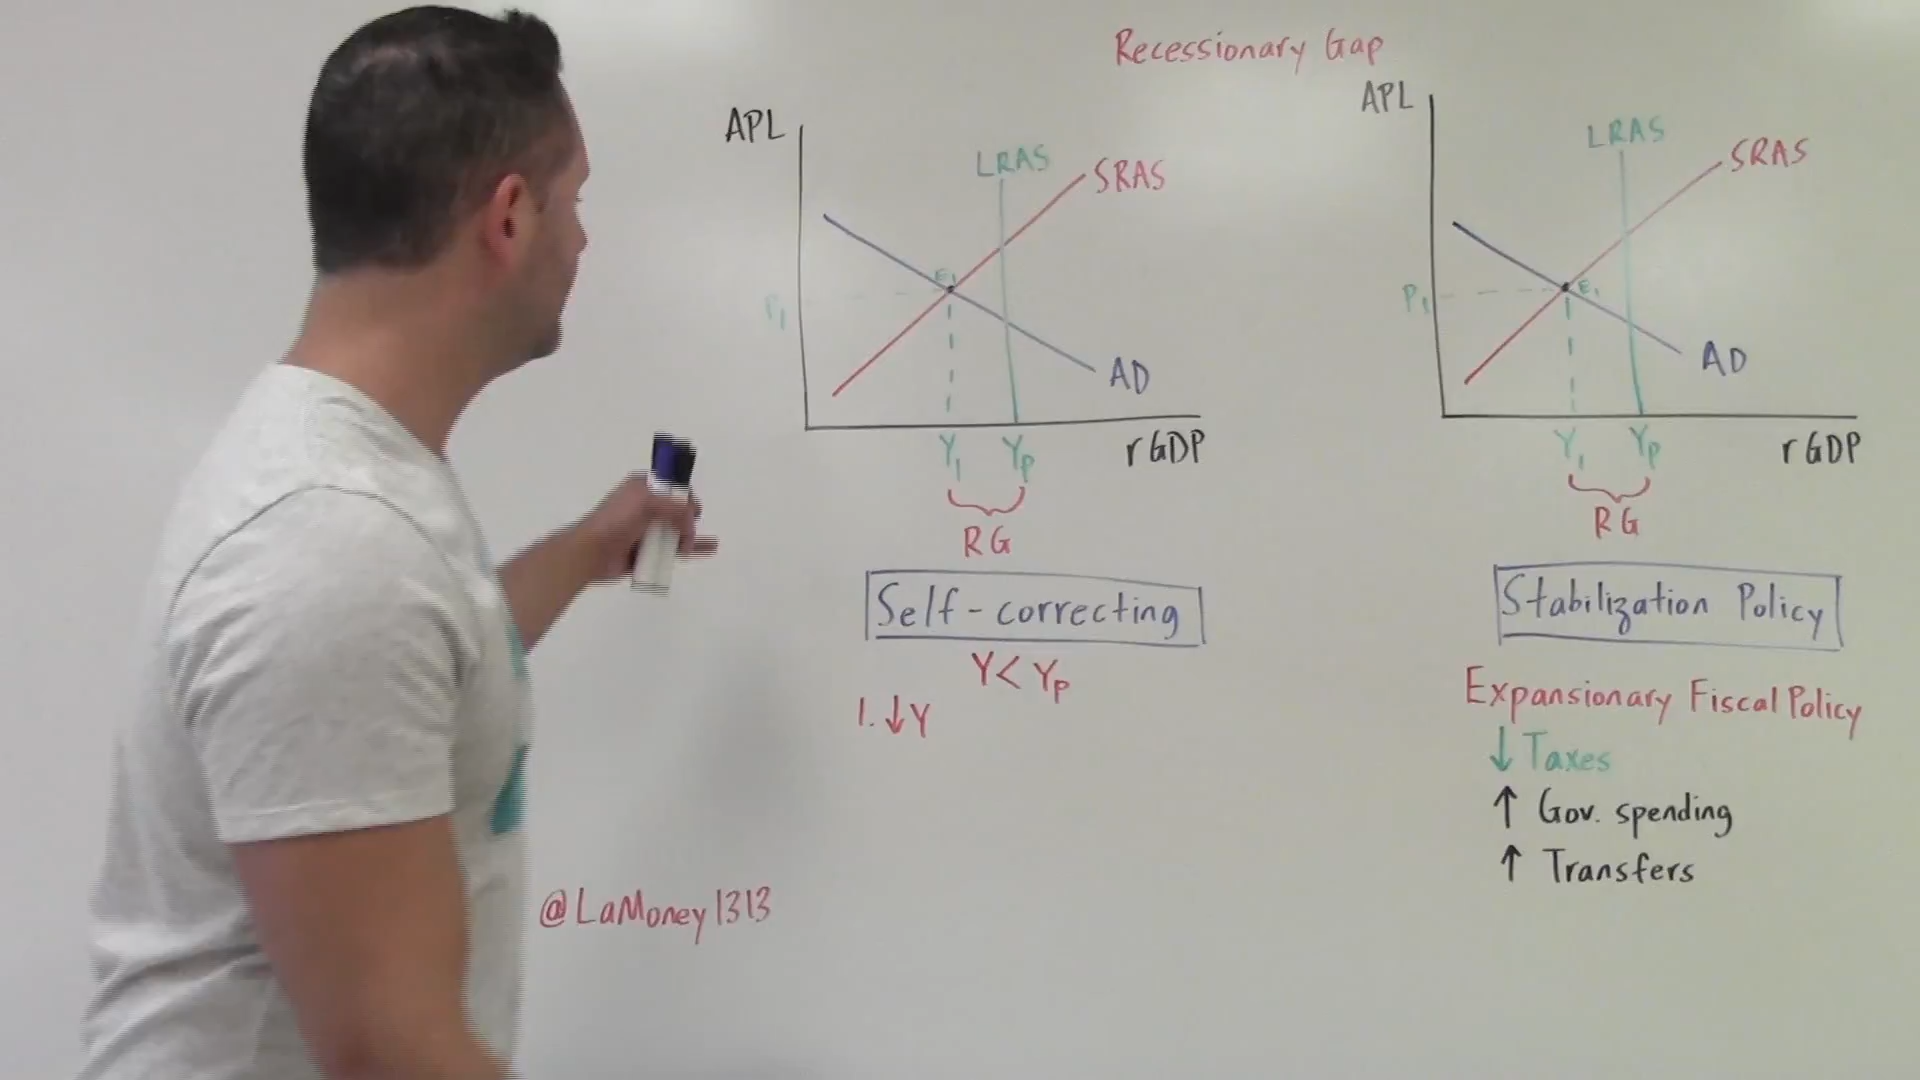 Recessionary Gap
APL
LRAS
SRAS
E1
P1
AD
Y1 Yp rGDP
RG
Self-correcting
Y < Yp
1. ↓Y
APL
LRAS
SRAS
P1
E1
AD
Y1 Yp rGDP
RG
Stabilization Policy
Expansionary Fiscal Policy
↓ Taxes
↑ Gov. spending
↑ Transfers
@LaMoney1313